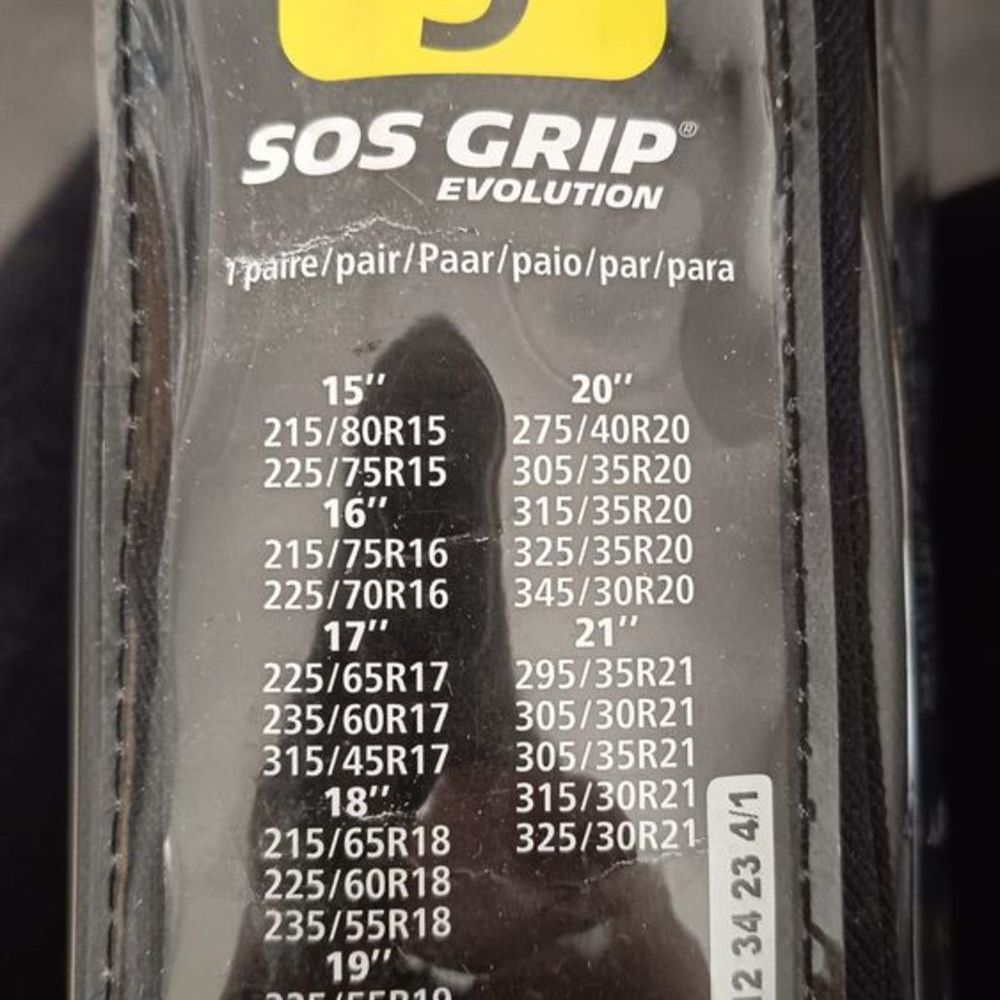 SOS GRIP®
EVOLUTION
1 paire/pair/Paar/paio/par/para
15''
215/80R15
225/75R15
16''
215/75R16
225/70R16
17''
225/65R17
235/60R17
315/45R17
18''
215/65R18
225/60R18
235/55R18
19''
20''
275/40R20
305/35R20
315/35R20
325/35R20
345/30R20
21''
295/35R21
305/30R21
305/35R21
315/30R21
325/30R21
34 23 4/1